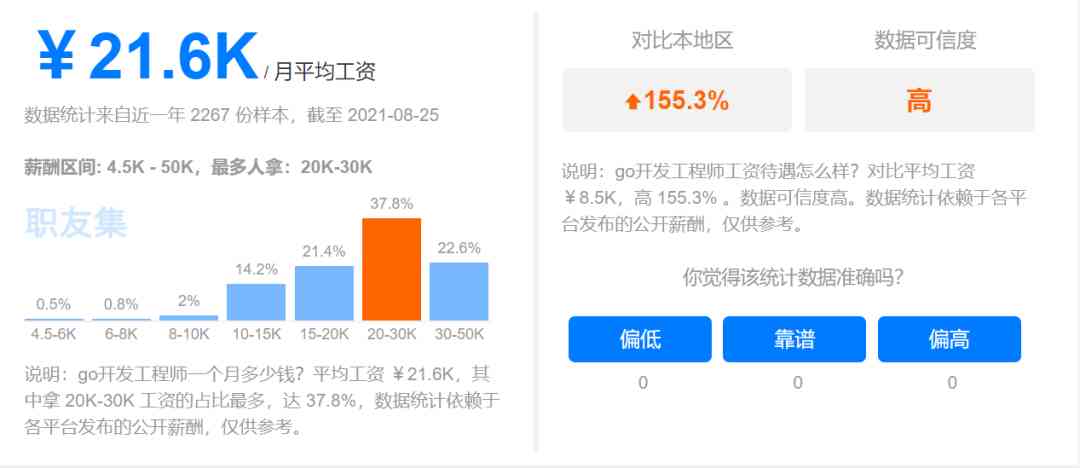 ¥21.6K / 月平均工资
数据统计来自近一年 2267 份样本，截至 2021-08-25
薪酬区间: 4.5K - 50K，最多人拿：20K-30K
职友集
0.5%
0.8%
2%
14.2%
21.4%
37.8%
22.6%
4.5-6K
6-8K
8-10K
10-15K
15-20K
20-30K
30-50K
说明：go开发工程师一个月多少钱？平均工资 ￥21.6K，其
中拿 20K-30K 工资的占比最多，达 37.8%，数据统计依赖于
各平台发布的公开薪酬，仅供参考。
对比本地区
数据可信度
155.3%
高
说明：go开发工程师工资待遇怎么样？对比平均工资
￥8.5K，高 155.3% 。数据可信度高。数据统计依赖于各平
台发布的公开薪酬，仅供参考。
你觉得该统计数据准确吗？
偏低
靠谱
偏高
0
0
0